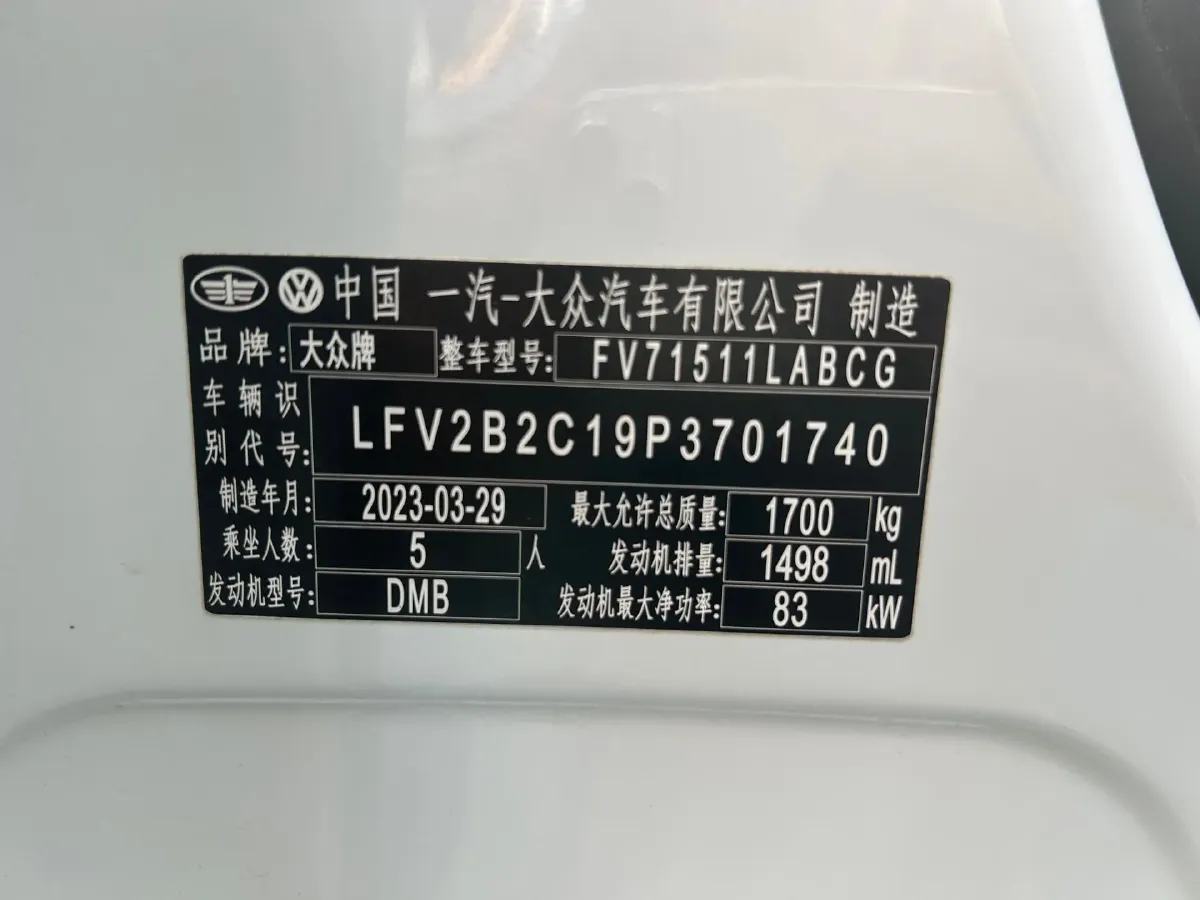 中国 一汽-大众汽车有限公司 制造
品牌: 大众牌 整车型号: FV71511LABCG
车辆识别代号: LFV2B2C19P3701740
制造年月: 2023-03-29 最大允许总质量: 1700 kg
乘坐人数: 5 人 发动机排量: 1498 mL
发动机型号: DMB 发动机最大净功率: 83 kW